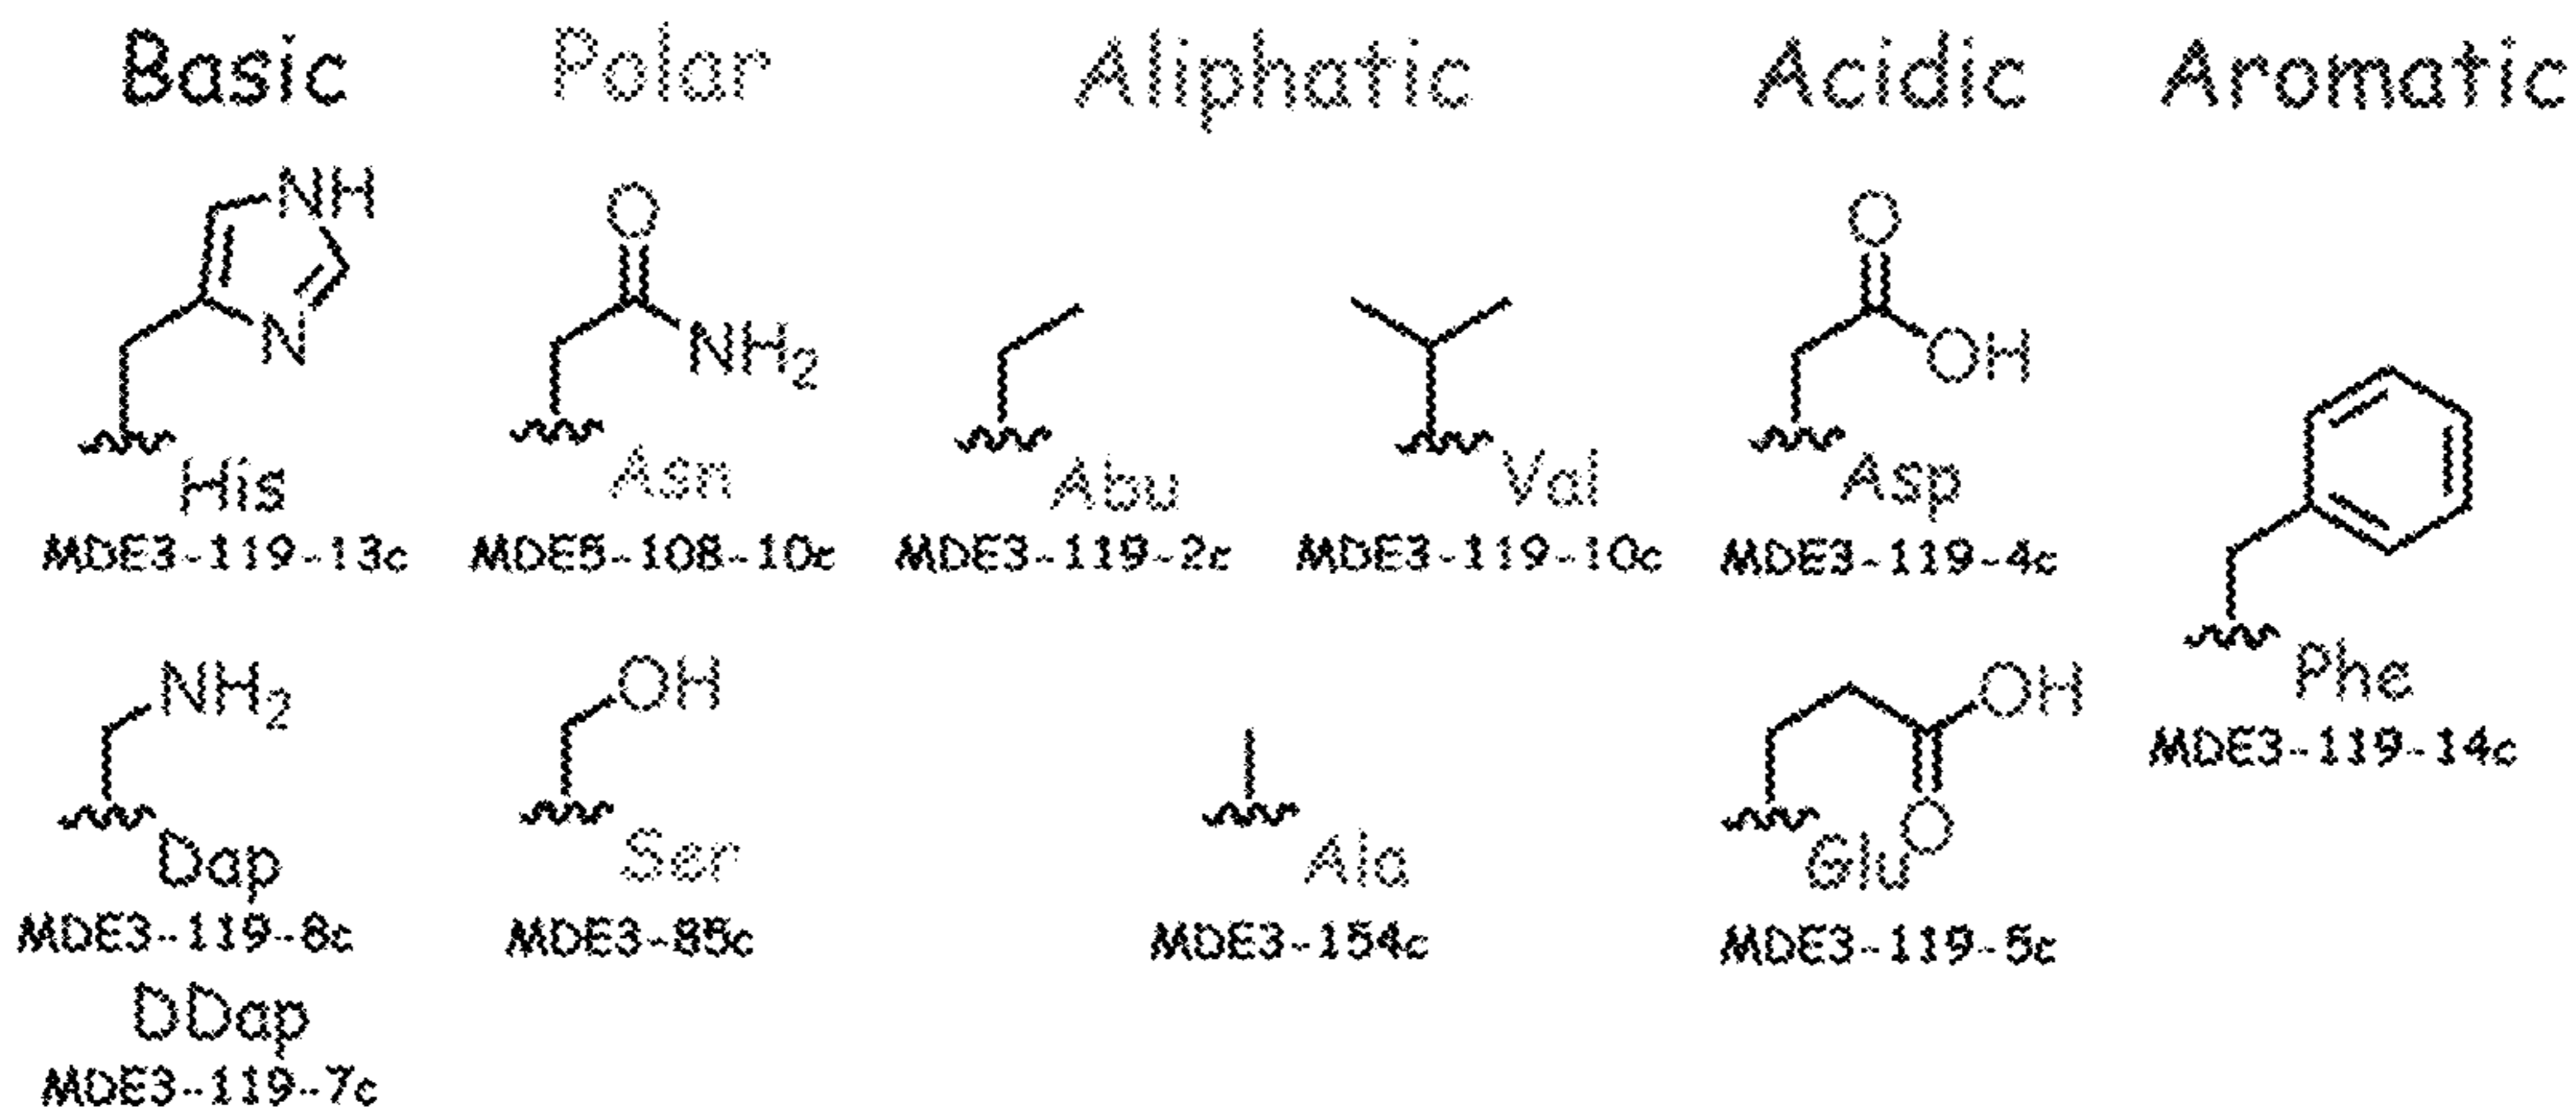 Basic Polar Aliphatic Acidic Aromatic
NH
N
His
MDE3-119-13c
O
NH2
Asn
MDE5-108-10c
Abu
MDE3-119-2c
Val
MDE3-119-10c
O
OH
Asp
MDE3-119-4c
Phe
MDE3-119-14c
NH2
Dap
MDE3-119-8c
DDap
MDE3-119-7c
OH
Ser
MDE3-85c
Ala
MDE3-154c
OH
O
Glu
MDE3-119-5c